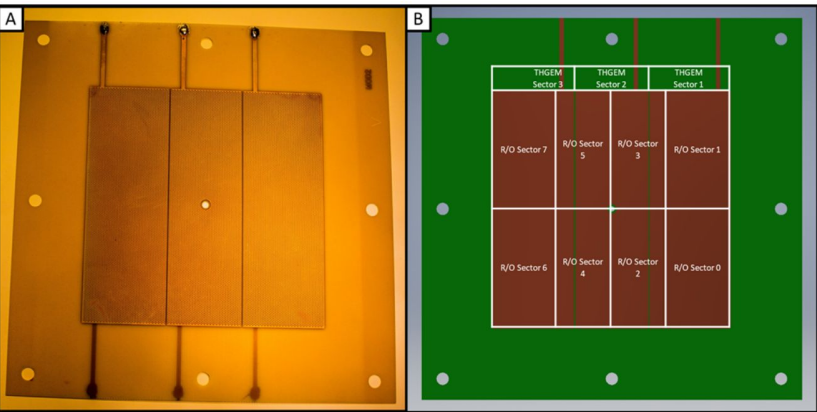 A
B
THGEM
Sector 3
THGEM
Sector 2
THGEM
Sector 1
R/O Sector 7
R/O Sector
5
R/O Sector
3
R/O Sector 1
R/O Sector 6
R/O Sector
4
R/O Sector
2
R/O Sector 0